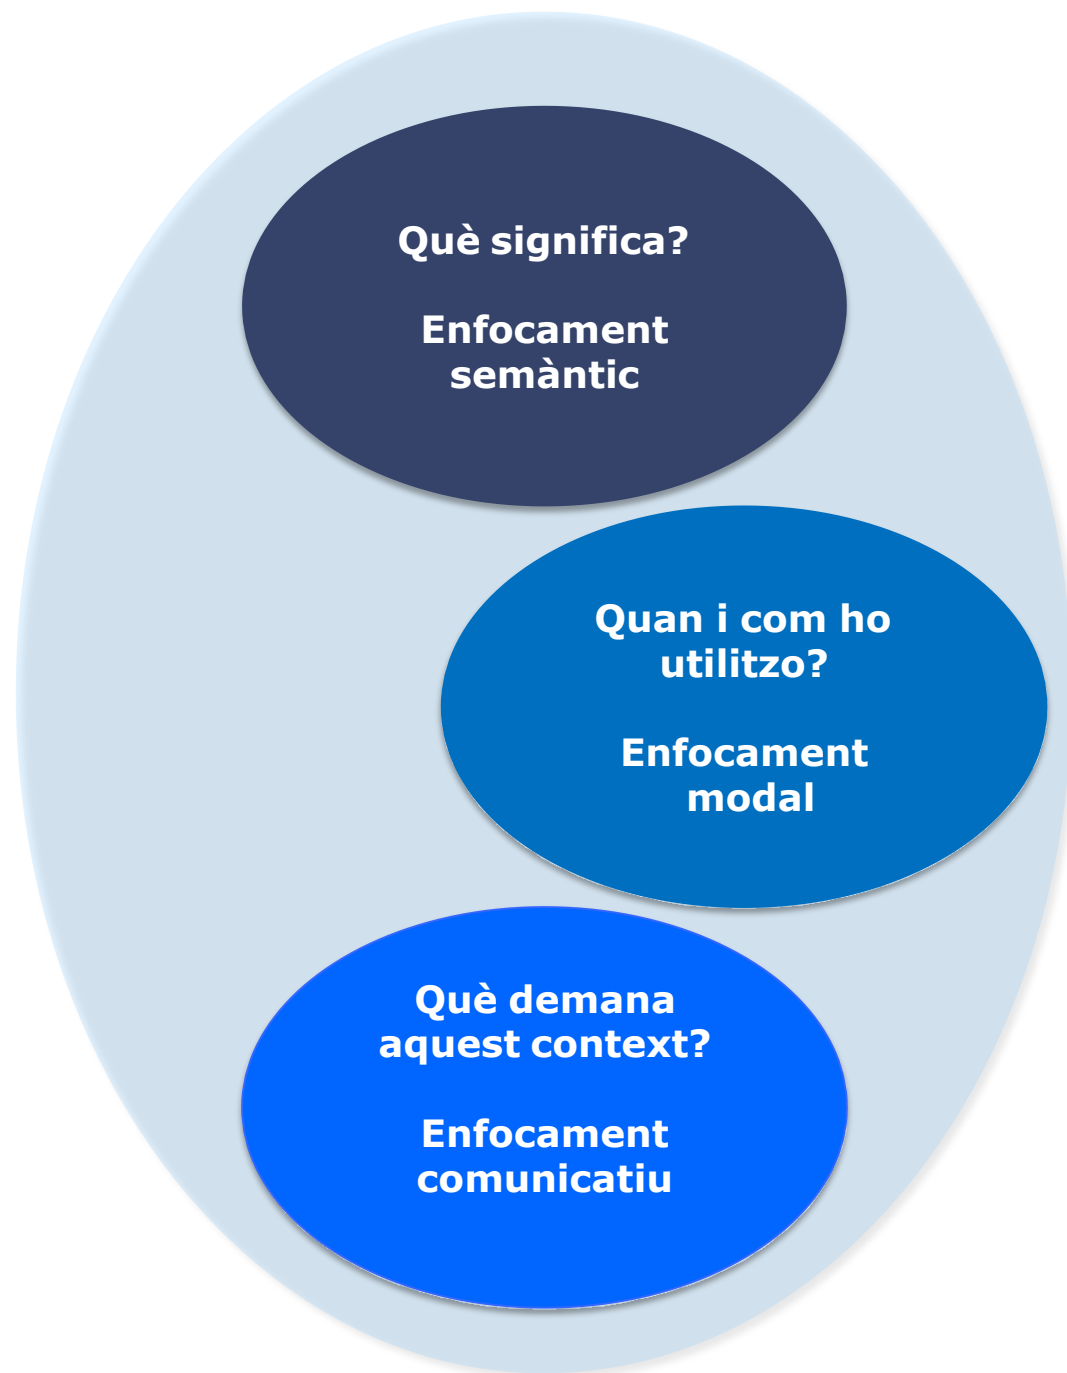 Què significa?
Enfocament
semàntic
Quan i com ho
utilitzo?
Enfocament
modal
Què demana
aquest context?
Enfocament
comunicatiu